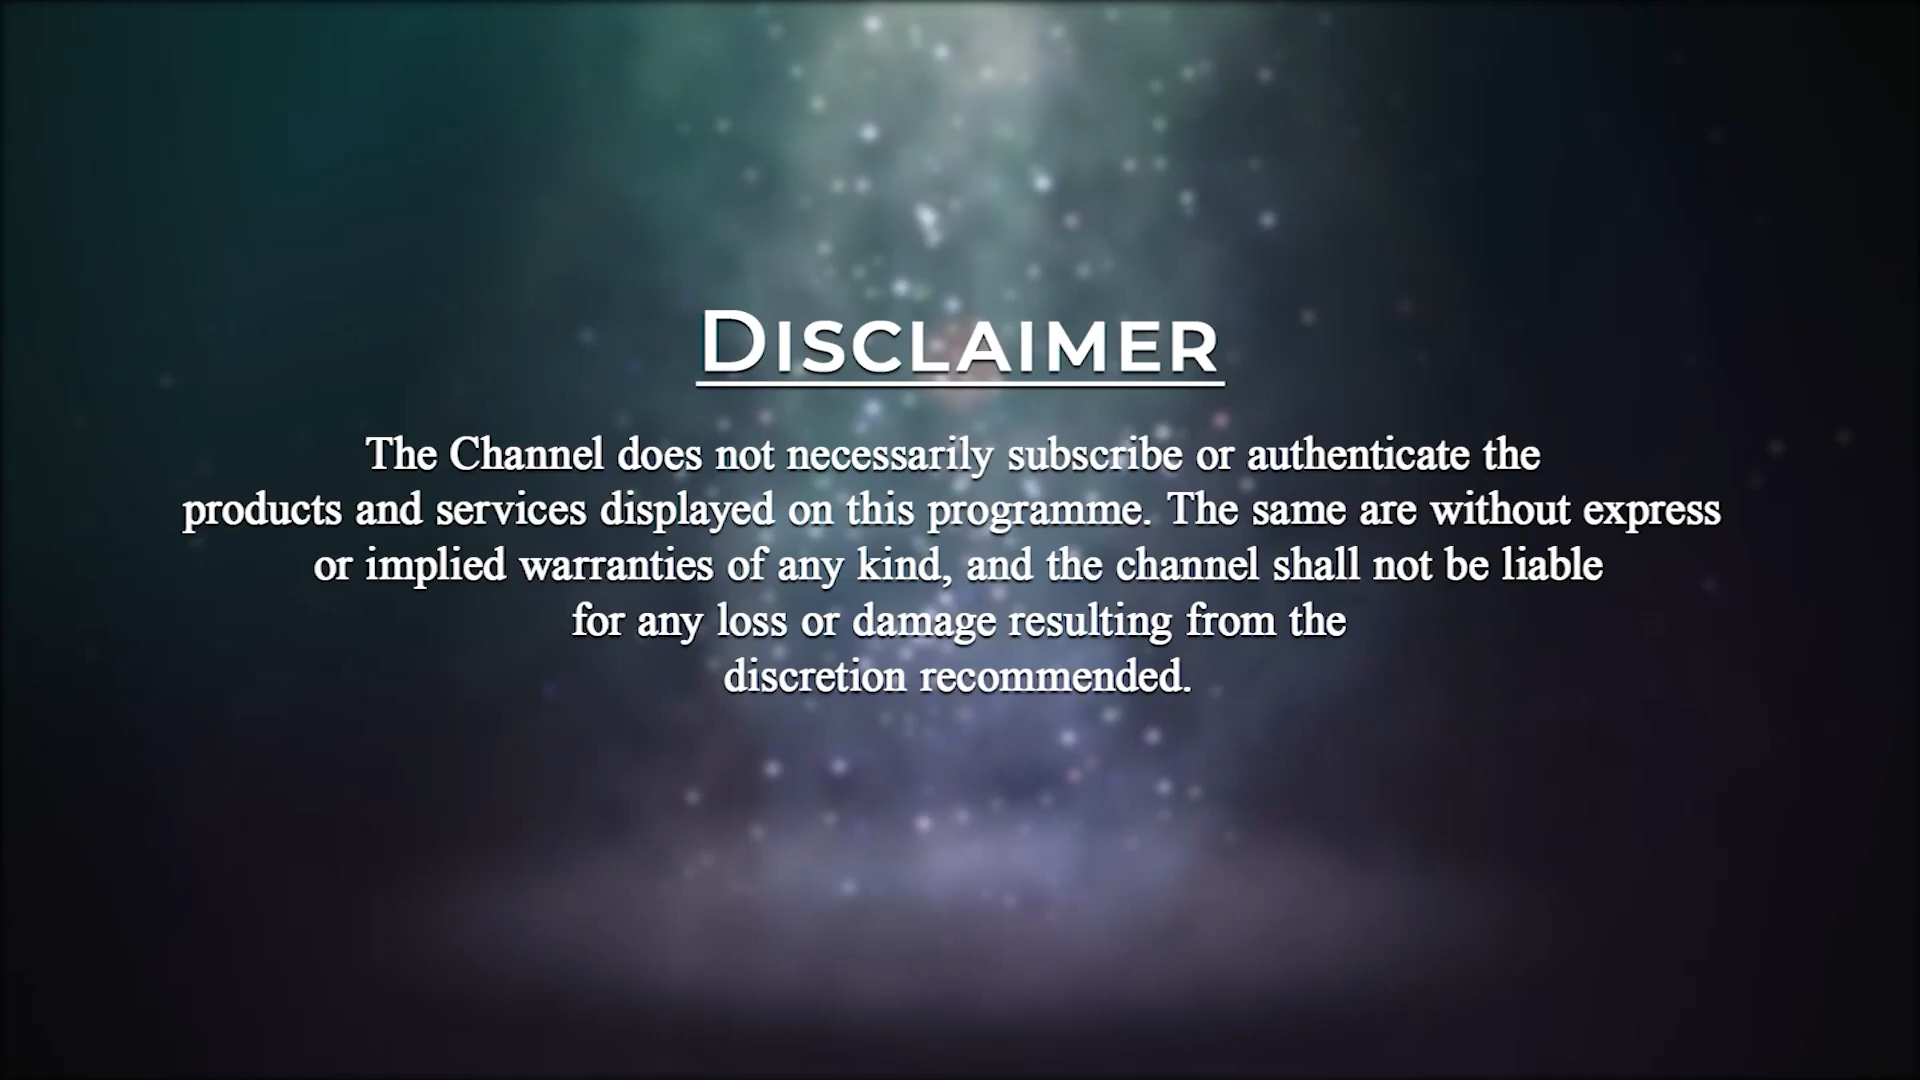 DISCLAIMER
The Channel does not necessarily subscribe or authenticate the
products and services displayed on this programme. The same are without express
or implied warranties of any kind, and the channel shall not be liable
for any loss or damage resulting from the
discretion recommended.